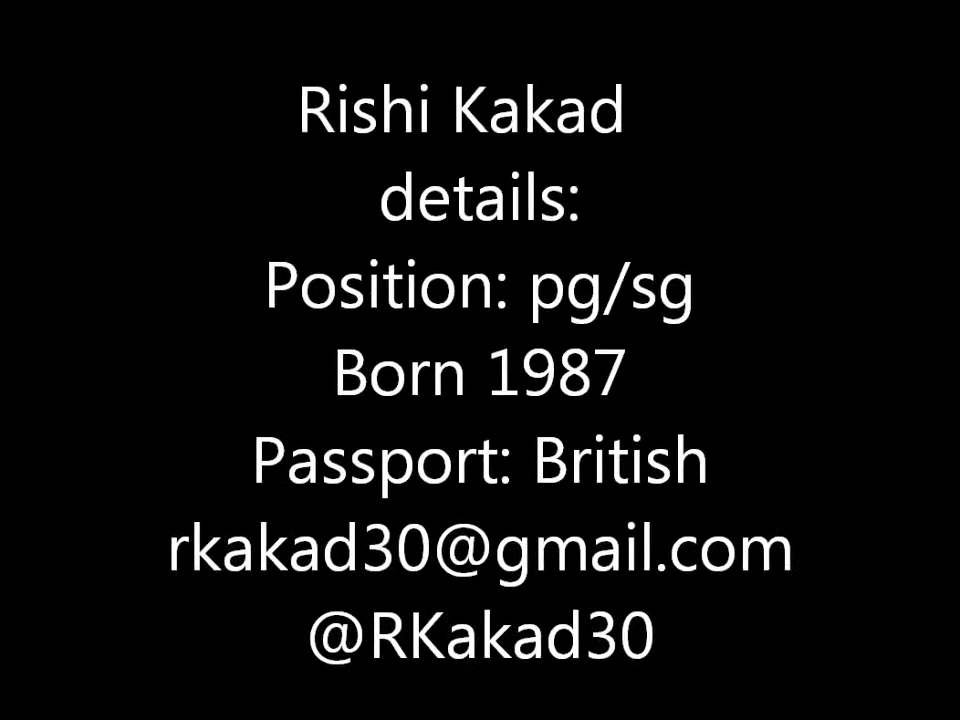 Rishi Kakad
details:
Position: pg/sg
Born 1987
Passport: British
rkakad30@gmail.com
@RKakad30